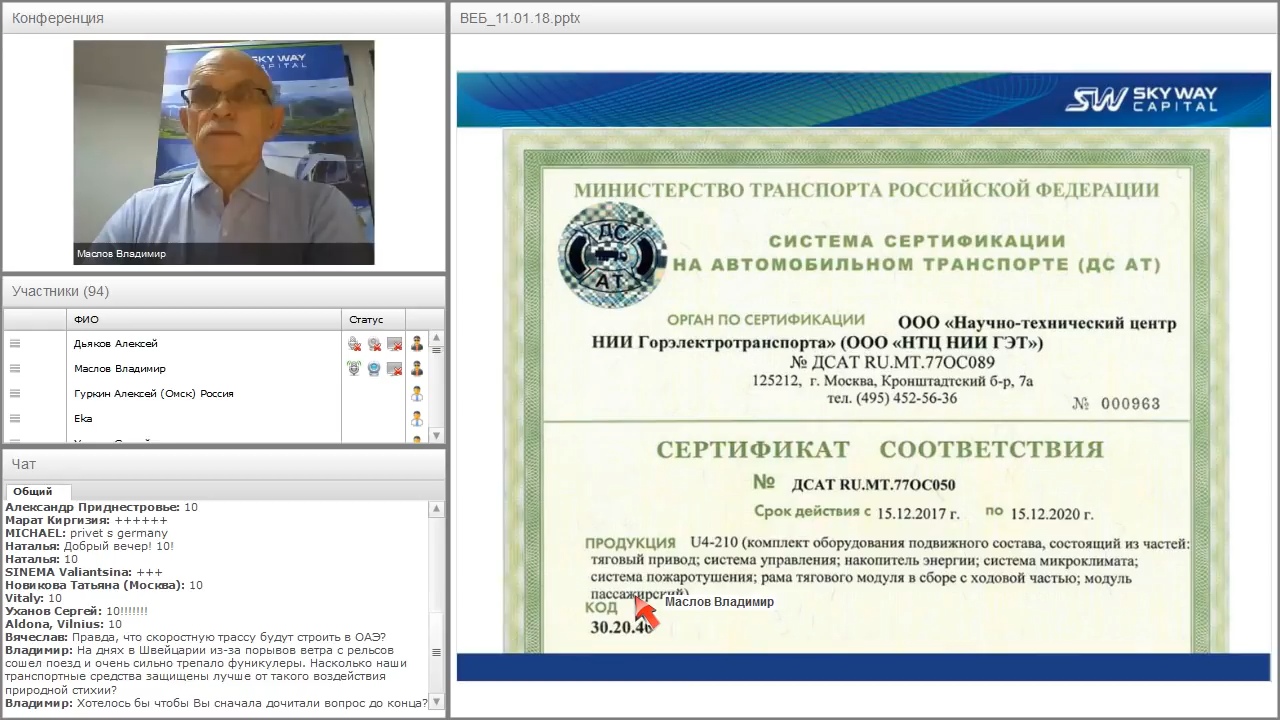 Конференция
SKY WAY
CAPITAL
Маслов Владимир
Участники (94)
ФИО
Статус
Дьяков Алексей
Маслов Владимир
Гуркин Алексей (Омск) Россия
Eka
Чат
Общий
Александр Приднестровье: 10
Марат Киргизия: ++++++
MICHAEL: privet s germany
Наталья: Добрый вечер! 10!
Наталья: 10
SINEMA Valiantsina: +++
Новикова Татьяна (Москва): 10
Vitaly: 10
Уханов Сергей: 10!!!!!!!
Aldona, Vilnius: 10
Вячеслав: Правда, что скоростную трассу будут строить в ОАЭ?
Владимир: На днях в Швейцарии из-за порывов ветра с рельсов
сошел поезд и очень сильно трепало фуникулеры. Насколько наши
транспортные средства защищены лучше от такого воздействия
природной стихии?
Владимир: Хотелось бы чтобы Вы сначала дочитали вопрос до конца?
ВЕБ_11.01.18.pptx
SW SKY WAY
CAPITAL
МИНИСТЕРСТВО ТРАНСПОРТА РОССИЙСКОЙ ФЕДЕРАЦИИ
ДС
АТ
СИСТЕМА СЕРТИФИКАЦИИ
НА АВТОМОБИЛЬНОМ ТРАНСПОРТЕ (ДС АТ)
ОРГАН ПО СЕРТИФИКАЦИИ ООО «Научно-технический центр
НИИ Горэлектротранспорта» (ООО «НТЦ НИИ ГЭТ»)
№ ДСАТ RU.МТ.77ОС089
125212, г. Москва, Кронштадтский б-р, 7а
тел. (495) 452-56-36
№ 000963
СЕРТИФИКАТ СООТВЕТСТВИЯ
№ ДСАТ RU.МТ.77ОС050
Срок действия с 15.12.2017 г. по 15.12.2020 г.
ПРОДУКЦИЯ U4-210 (комплект оборудования подвижного состава, состоящий из частей:
тяговый привод; система управления; накопитель энергии; система микроклимата;
система пожаротушения; рама тягового модуля в сборе с ходовой частью; модуль
пассажирский)
Маслов Владимир
КОД